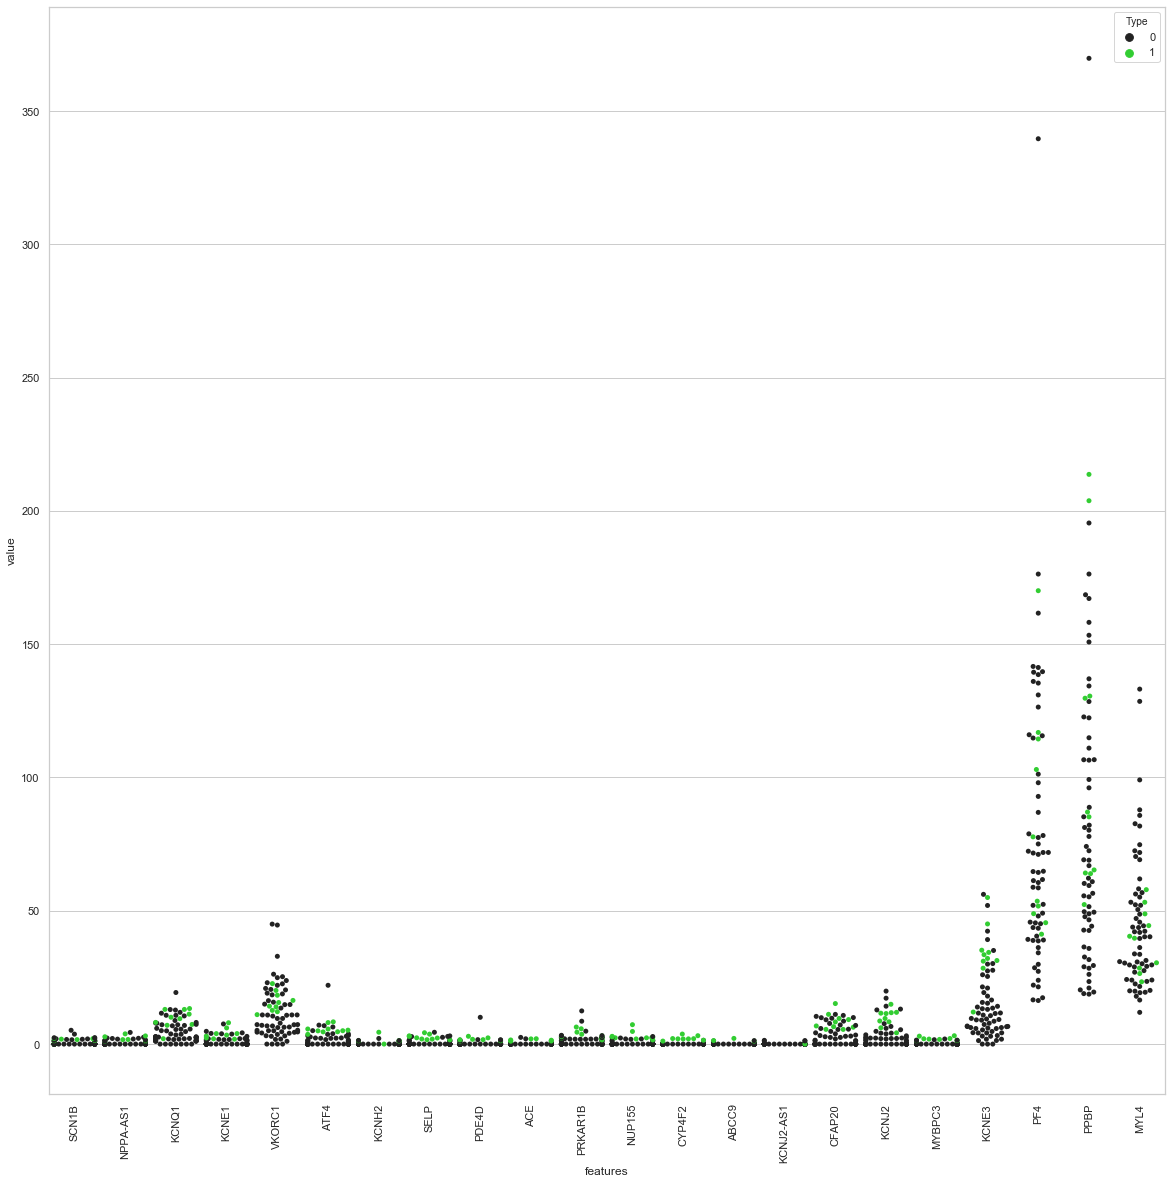 Type
0
1
350
300
250
200
150
100
50
0
value
SCN1B
NPPA-AS1
KCNQ1
KCNE1
VKORC1
ATF4
KCNH2
SELP
PDE4D
ACE
PRKAR1B
NUP155
CYP4F2
ABCC9
KCNJ2-AS1
CFAP20
KCNJ2
MYBPC3
KCNE3
PF4
PPBP
MYL4
features